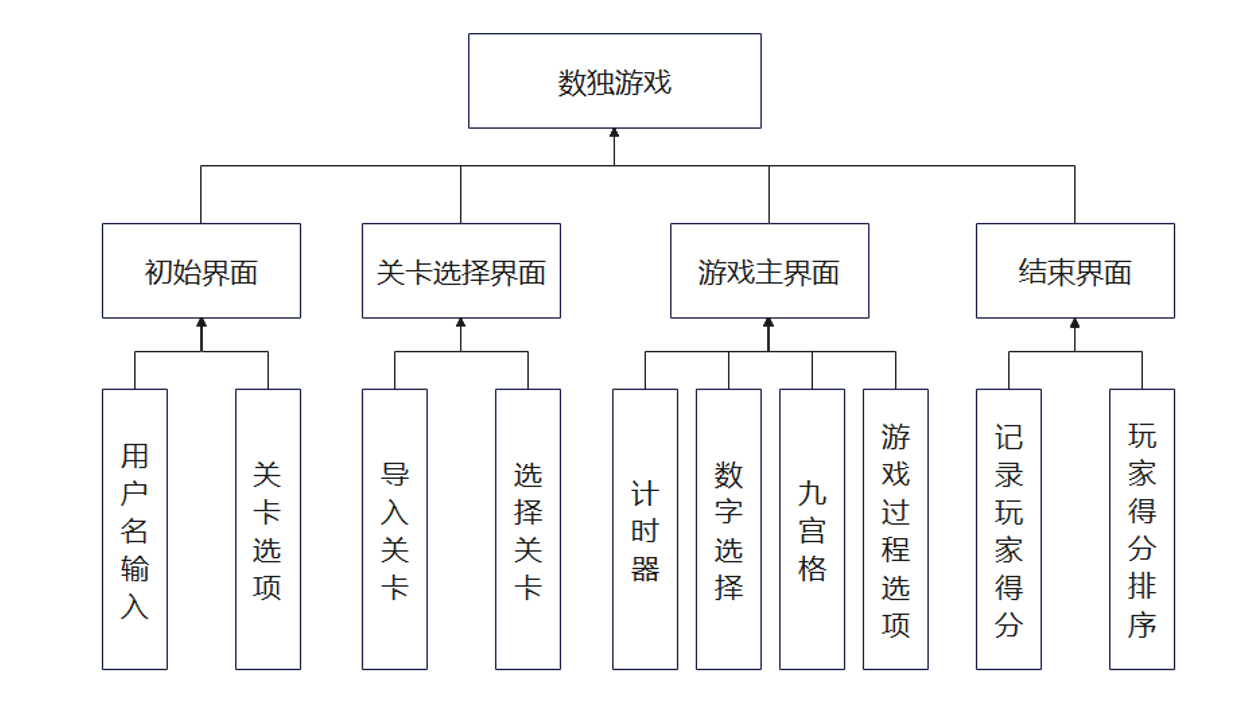 数独游戏
初始界面
关卡选择界面
游戏主界面
结束界面
用户名输入
关卡选项
导入关卡
选择关卡
计时器
数字选择
九宫格
游戏过程选项
记录玩家得分
玩家得分排序